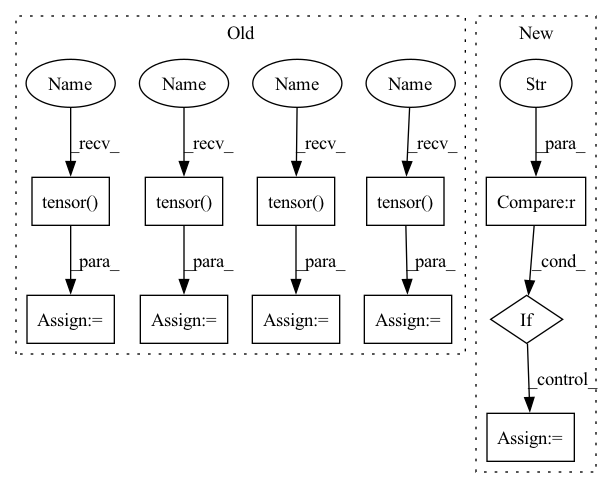 Old
New
Name
Name
Name
Name
Str
_recv_
_recv_
_recv_
_recv_
_para_
tensor()
tensor()
tensor()
tensor()
Compare:r
_para_
_para_
_para_
_para_
_cond_
Assign:=
Assign:=
Assign:=
Assign:=
If
_control_
Assign:=